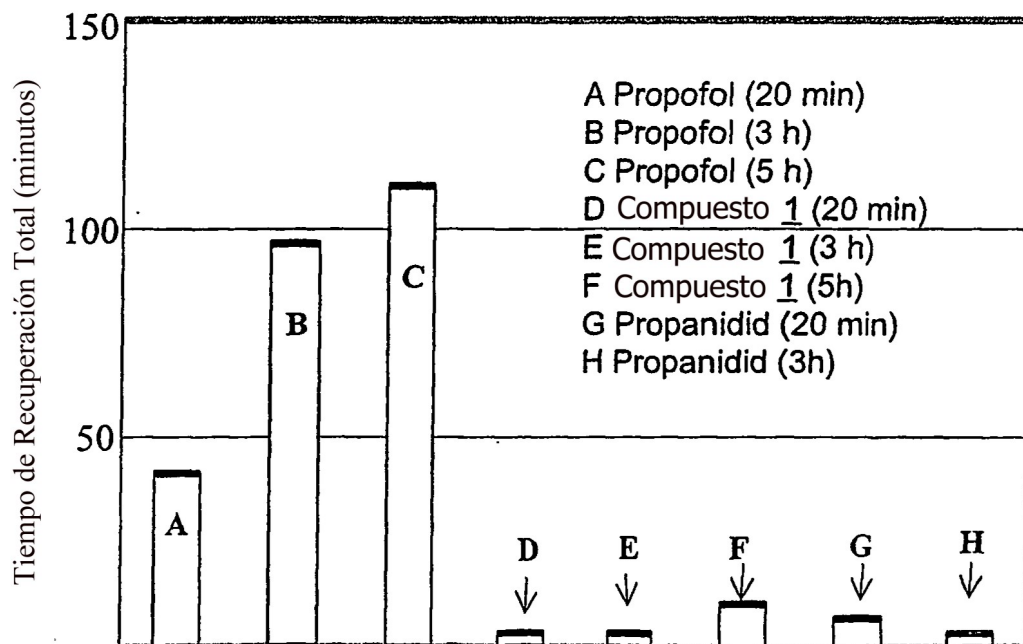 150
100
50
Tiempo de Recuperación Total (minutos)
A Propofol (20 min)
B Propofol (3 h)
C Propofol (5 h)
D Compuesto 1 (20 min)
E Compuesto 1 (3 h)
F Compuesto 1 (5h)
G Propanidid (20 min)
H Propanidid (3h)
A
B
C
D
E
F
G
H